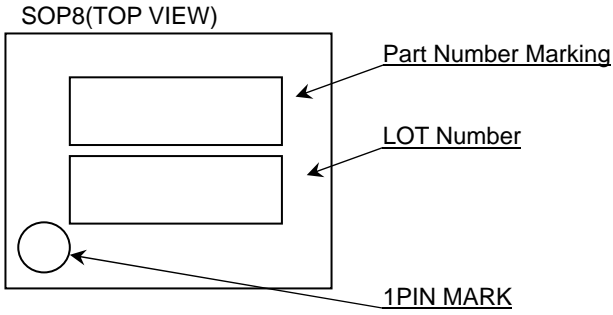 SOP8(TOP VIEW)
Part Number Marking
LOT Number
1PIN MARK